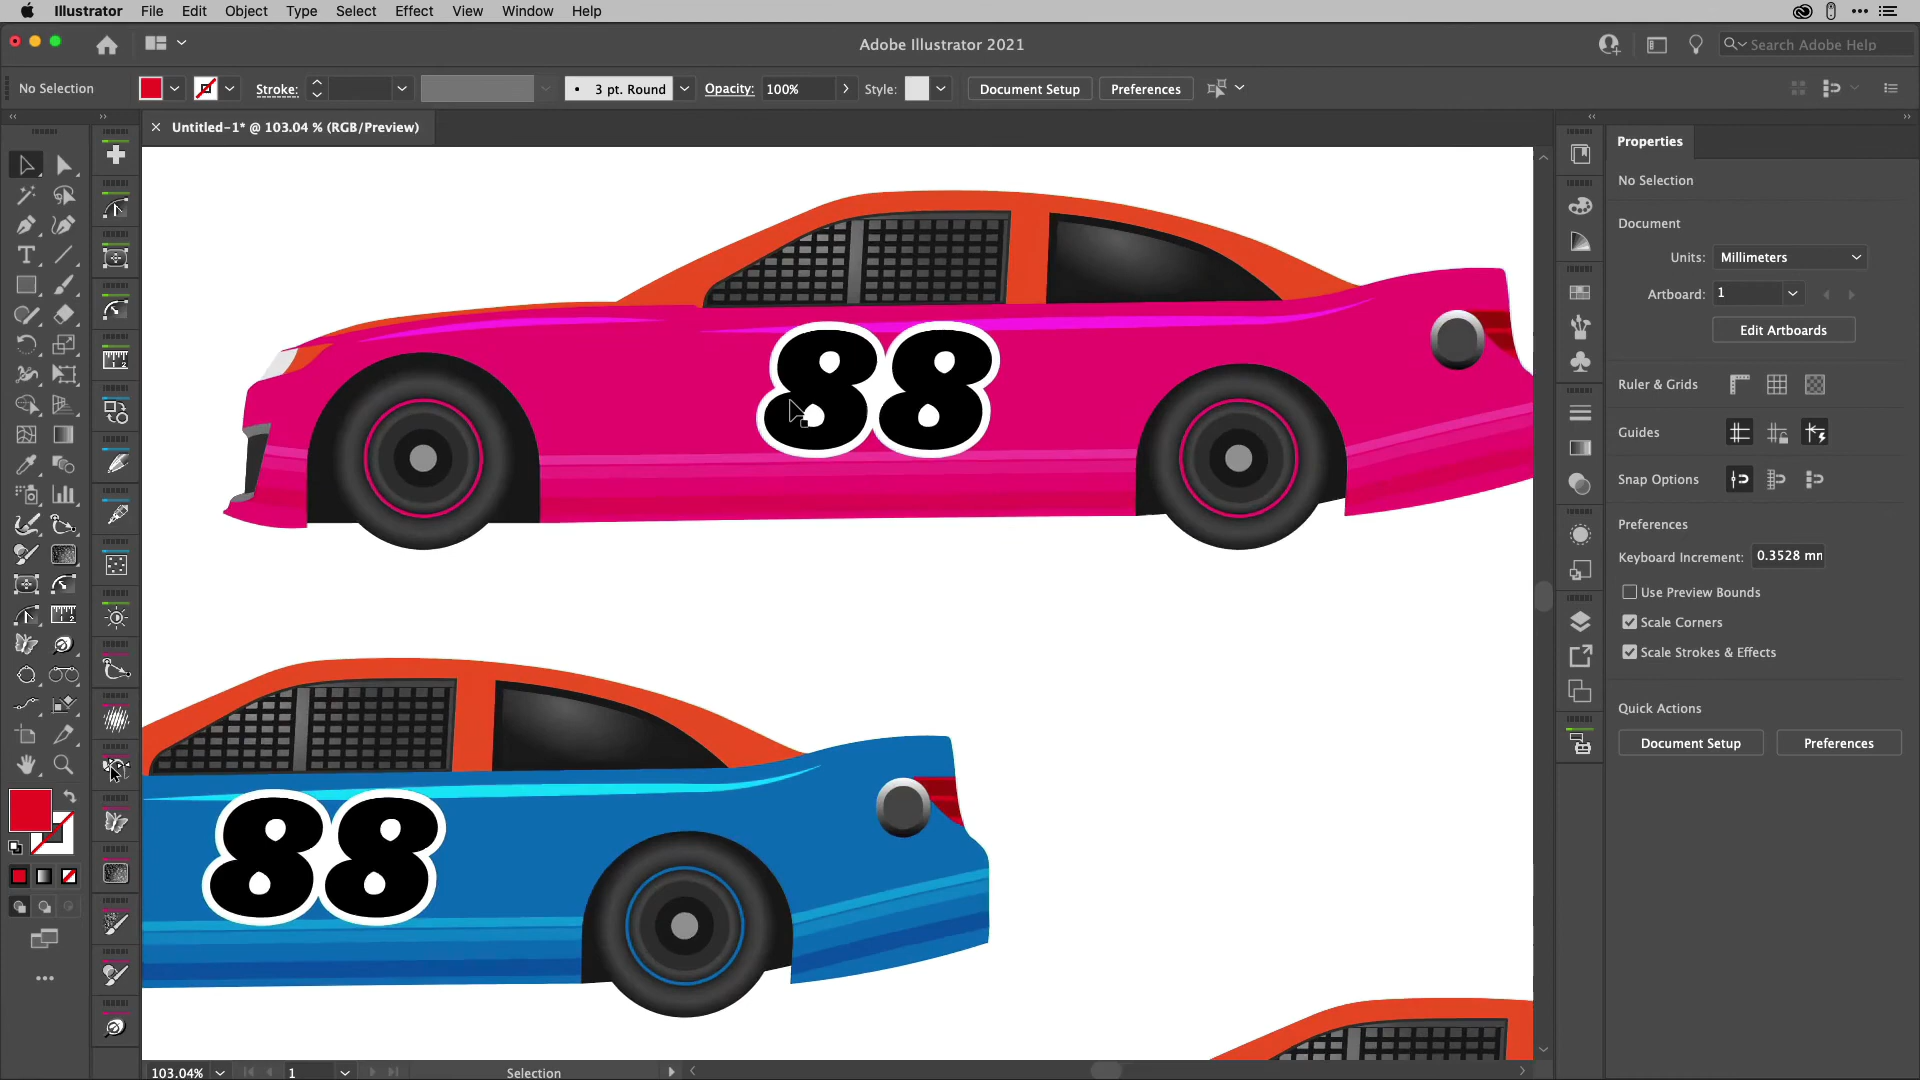 Illustrator File Edit Object Type Select Effect View Window Help
Adobe Illustrator 2021
Search Adobe Help
No Selection
Stroke:
3 pt. Round
Opacity: 100%
Style:
Document Setup
Preferences
Untitled-1* @ 103.04 % (RGB/Preview)
88
88
Properties
No Selection
Document
Units: Millimeters
Artboard: 1
Edit Artboards
Ruler & Grids
Guides
Snap Options
Preferences
Keyboard Increment: 0.3528 mm
Use Preview Bounds
Scale Corners
Scale Strokes & Effects
Quick Actions
Document Setup
Preferences
103.04%
1
Selection